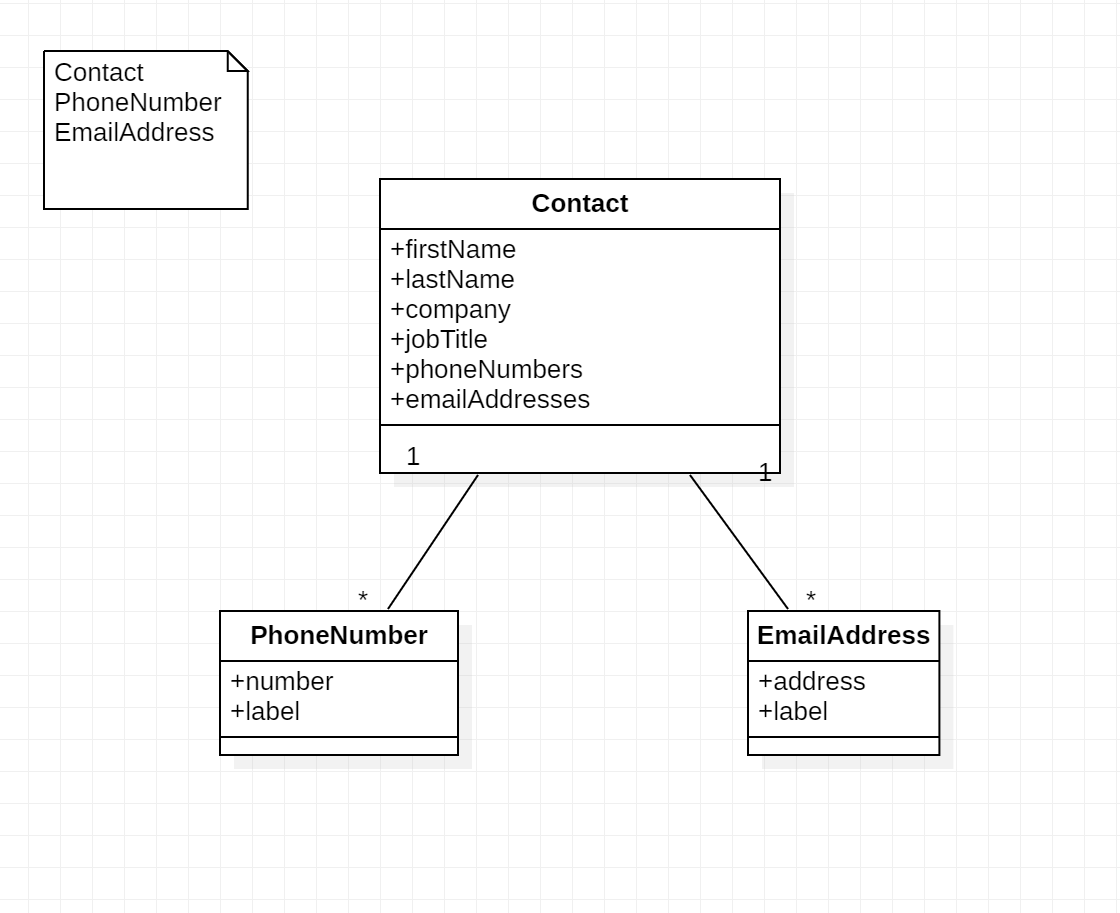 Contact
PhoneNumber
EmailAddress
Contact
+firstName
+lastName
+company
+jobTitle
+phoneNumbers
+emailAddresses
1
1
*
*
PhoneNumber
+number
+label
EmailAddress
+address
+label